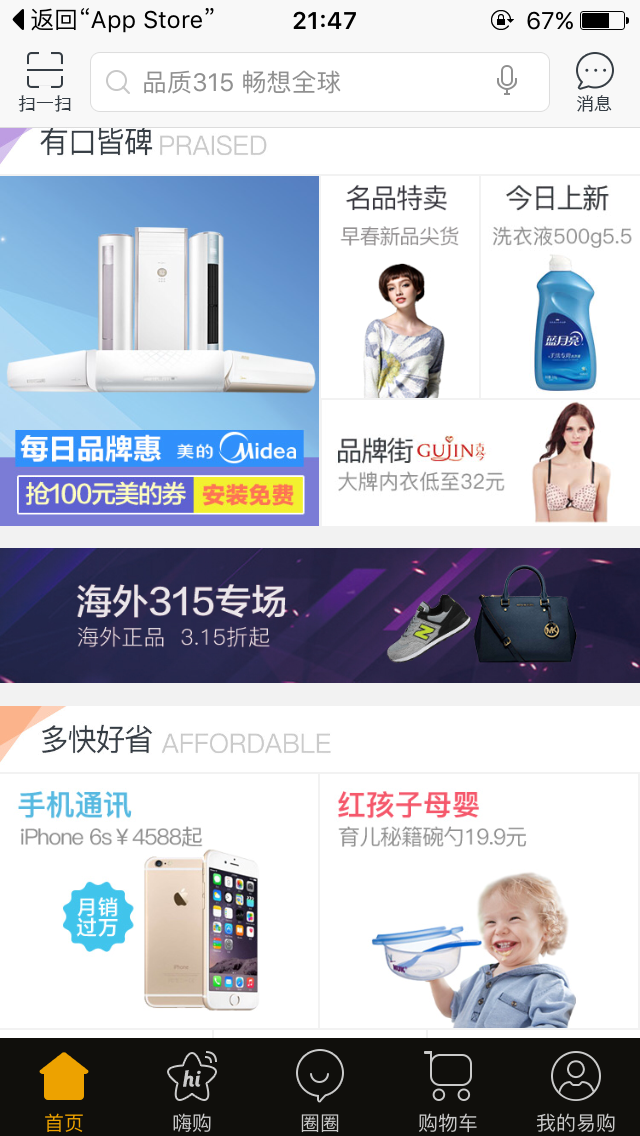 返回“App Store”
21:47
67%
扫一扫
品质315 畅想全球
消息
有口皆碑 PRAISED
每日品牌惠 美的 Midea
抢100元美的券 安装免费
名品特卖
早春新品尖货
今日上新
洗衣液500g5.5
蓝月亮
品牌街 GUJIN 古今
大牌内衣低至32元
海外315专场
海外正品 3.15折起
N
MK
多快好省 AFFORDABLE
手机通讯
iPhone 6s¥4588起
月销
过万
iPhone
红孩子母婴
育儿秘籍碗勺19.9元
NUK
hi
首页
嗨购
圈圈
购物车
我的易购